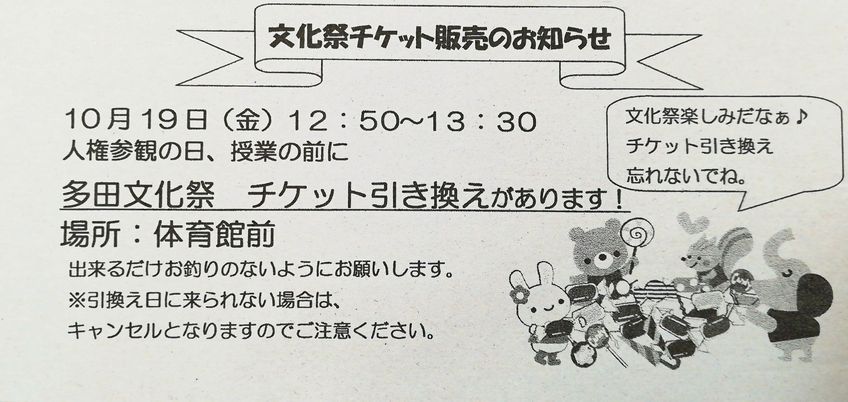 文化祭チケット販売のお知らせ
10月19日（金）12：50～13：30
人権参観の日、授業の前に
多田文化祭　チケット引き換えがあります！
場所：体育館前
出来るだけお釣りのないようにお願いします。
※引換え日に来られない場合は、
キャンセルとなりますのでご注意ください。
文化祭楽しみだなぁ♪
チケット引き換え
忘れないでね。